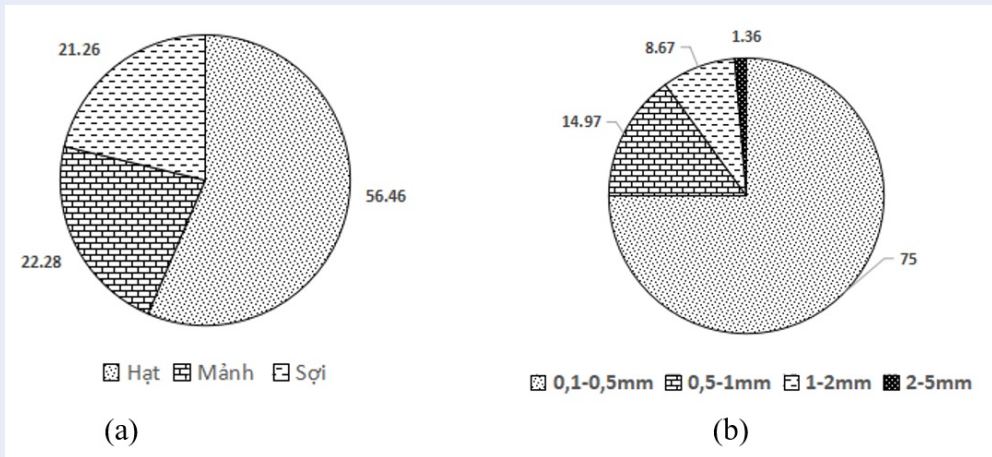 21.26
56.46
22.28
Hạt Mảnh Sợi
(a)
1.36
8.67
14.97
75
0,1-0,5mm 0,5-1mm 1-2mm 2-5mm
(b)